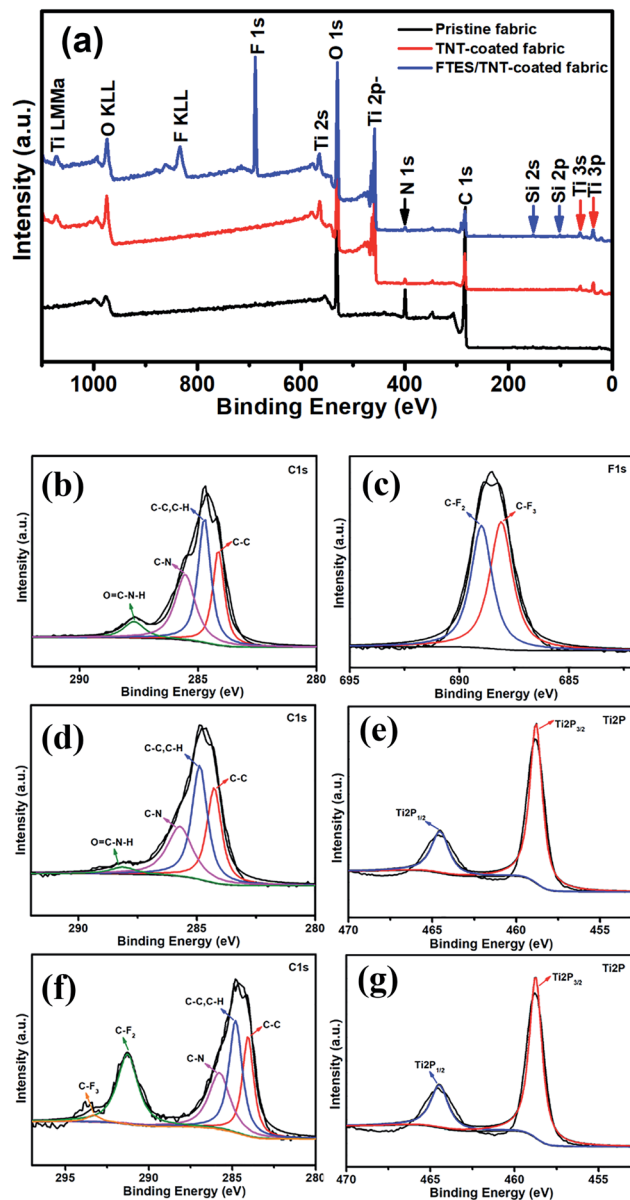 (a)
Pristine fabric
TNT-coated fabric
FTES/TNT-coated fabric
Ti LMMa
O KLL
F KLL
F 1s
Ti 2s
O 1s
Ti 2p-
N 1s
C 1s
Si 2s
Si 2p
Ti 3s
Ti 3p
Intensity (a.u.)
1000 800 600 400 200 0
Binding Energy (eV)
(b)
C1s
C-C,C-H
C-C
C-N
O=C-N-H
Intensity (a.u.)
290 285 280
Binding Energy (eV)
(c)
F1s
C-F2
C-F3
Intensity (a.u.)
695 690 685
Binding Energy (eV)
(d)
C1s
C-C,C-H
C-C
C-N
O=C-N-H
Intensity (a.u.)
290 285 280
Binding Energy (eV)
(e)
Ti2P
Ti2P3/2
Ti2P1/2
Intensity (a.u.)
470 465 460 455
Binding Energy (eV)
(f)
C1s
C-C,C-H
C-C
C-F2
C-N
C-F3
Intensity (a.u.)
295 290 285 280
Binding Energy (eV)
(g)
Ti2P
Ti2P3/2
Ti2P1/2
Intensity (a.u.)
470 465 460 455
Binding Energy (eV)